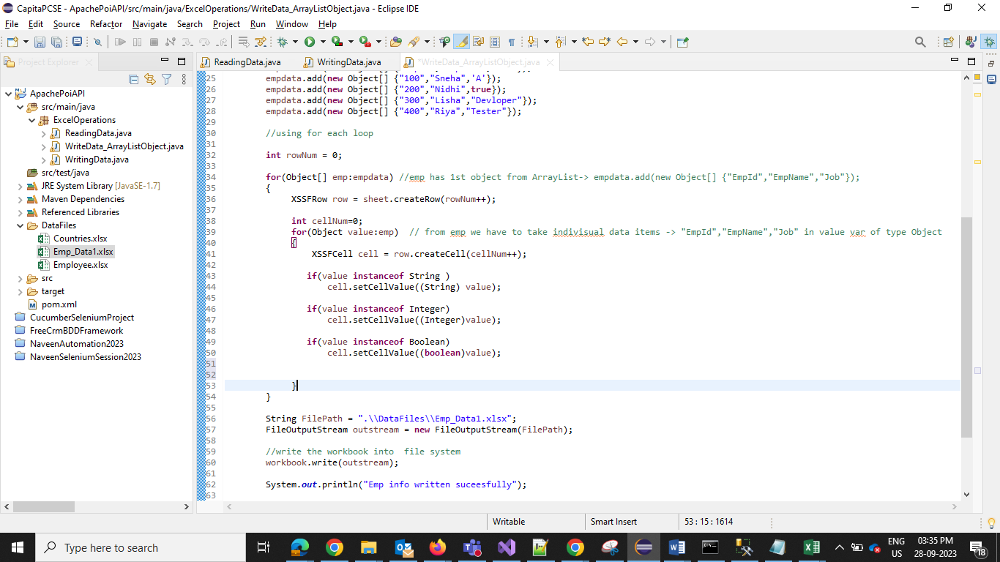 CapitaPCSE - ApachePoiAPI/src/main/java/ExcelOperations/WriteData_ArrayListObject.java - Eclipse IDE
File Edit Source Refactor Navigate Search Project Run Window Help
Project Explorer
ReadingData.java WritingData.java *WriteData_ArrayListObject.java
ApachePoiAPI
src/main/java
ExcelOperations
ReadingData.java
WriteData_ArrayListObject.java
WritingData.java
src/test/java
JRE System Library [JavaSE-1.7]
Maven Dependencies
Referenced Libraries
DataFiles
Countries.xlsx
Emp_Data1.xlsx
Employee.xlsx
src
target
pom.xml
CucumberSeleniumProject
FreeCrmBDDFramework
NaveenAutomation2023
NaveenSeleniumSession2023
25 empdata.add(new Object[] {"100","Sneha",'A'});
26 empdata.add(new Object[] {"200","Nidhi",true});
27 empdata.add(new Object[] {"300","Lisha","Devloper"});
28 empdata.add(new Object[] {"400","Riya","Tester"});
29
30 //using for each loop
31
32 int rowNum = 0;
33
34 for(Object[] emp:empdata) //emp has 1st object from ArrayList-> empdata.add(new Object[] {"EmpId","EmpName","Job"});
35 {
36 XSSFRow row = sheet.createRow(rowNum++);
37
38 int cellNum=0;
39 for(Object value:emp) // from emp we have to take indivisual data items -> "EmpId","EmpName","Job" in value var of type Object
40 {
41 XSSFCell cell = row.createCell(cellNum++);
42
43 if(value instanceof String )
44 cell.setCellValue((String) value);
45
46 if(value instanceof Integer)
47 cell.setCellValue((Integer)value);
48
49 if(value instanceof Boolean)
50 cell.setCellValue((boolean)value);
51
52
53 }
54 }
55
56 String FilePath = ".\\DataFiles\\Emp_Data1.xlsx";
57 FileOutputStream outstream = new FileOutputStream(FilePath);
58
59 //write the workbook into file system
60 workbook.write(outstream);
61
62 System.out.println("Emp info written suceesfully");
63
Writable Smart Insert 53 : 15 : 1614
Type here to search
ENG
US
03:35 PM
28-09-2023
18